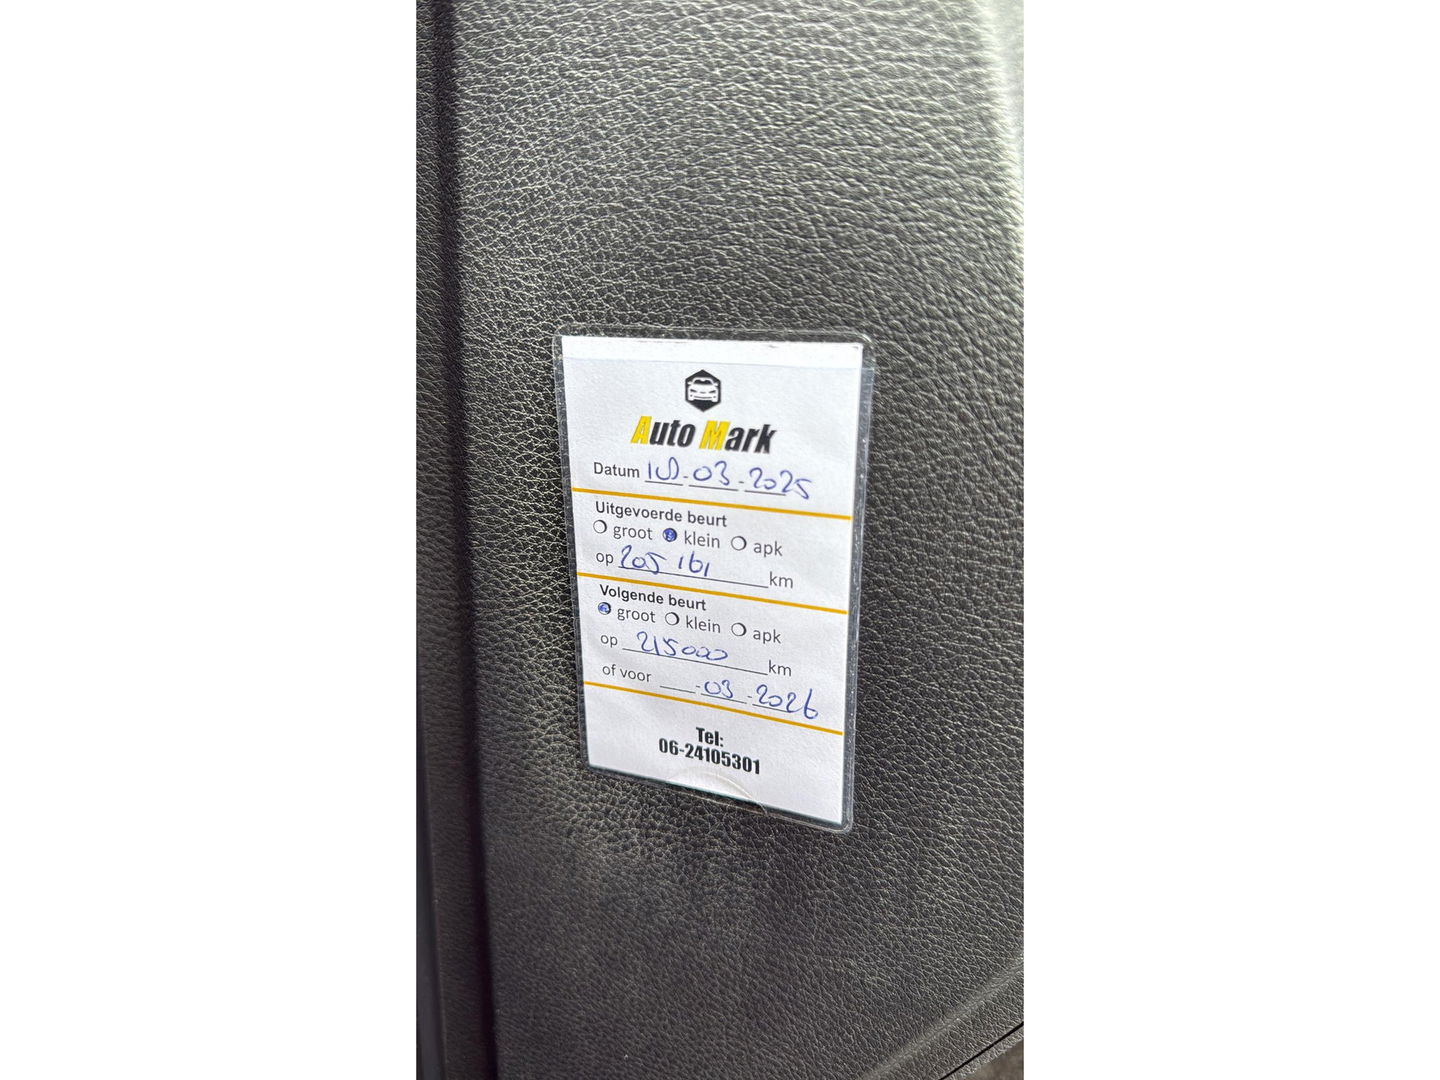 Auto Mark
Datum - 03 - 2025
Uitgevoerde beurt
groot klein apk
op 205 161 km
Volgende beurt
groot klein apk
op 215000 km
of voor - 03 - 2026
Tel:
06-24105301